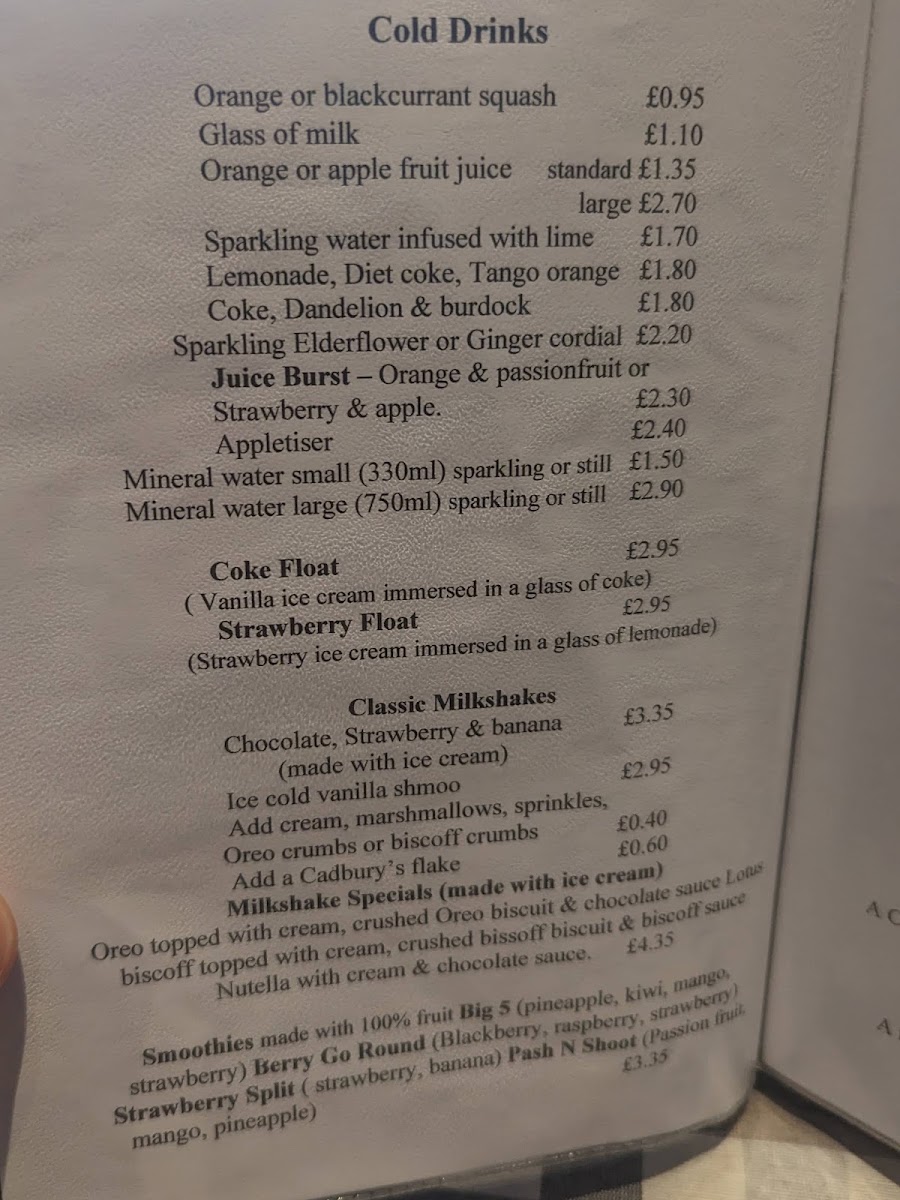 Cold Drinks
Orange or blackcurrant squash £0.95
Glass of milk £1.10
Orange or apple fruit juice standard £1.35
large £2.70
Sparkling water infused with lime £1.70
Lemonade, Diet coke, Tango orange £1.80
Coke, Dandelion & burdock £1.80
Sparkling Elderflower or Ginger cordial £2.20
Juice Burst – Orange & passionfruit or
Strawberry & apple. £2.30
Appletiser £2.40
Mineral water small (330ml) sparkling or still £1.50
Mineral water large (750ml) sparkling or still £2.90
Coke Float £2.95
( Vanilla ice cream immersed in a glass of coke)
Strawberry Float £2.95
(Strawberry ice cream immersed in a glass of lemonade)
Classic Milkshakes
Chocolate, Strawberry & banana £3.35
(made with ice cream)
Ice cold vanilla shmoo £2.95
Add cream, marshmallows, sprinkles,
Oreo crumbs or biscoff crumbs £0.40
Add a Cadbury's flake £0.60
Milkshake Specials (made with ice cream)
Oreo topped with cream, crushed Oreo biscuit & chocolate sauce Lotus
biscoff topped with cream, crushed bissoff biscuit & biscoff sauce
Nutella with cream & chocolate sauce. £4.35
Smoothies made with 100% fruit Big 5 (pineapple, kiwi, mango,
strawberry) Berry Go Round (Blackberry, raspberry, strawberry)
Strawberry Split ( strawberry, banana) Pash N Shoot (Passion fruit,
mango, pineapple) £3.35
A C
A